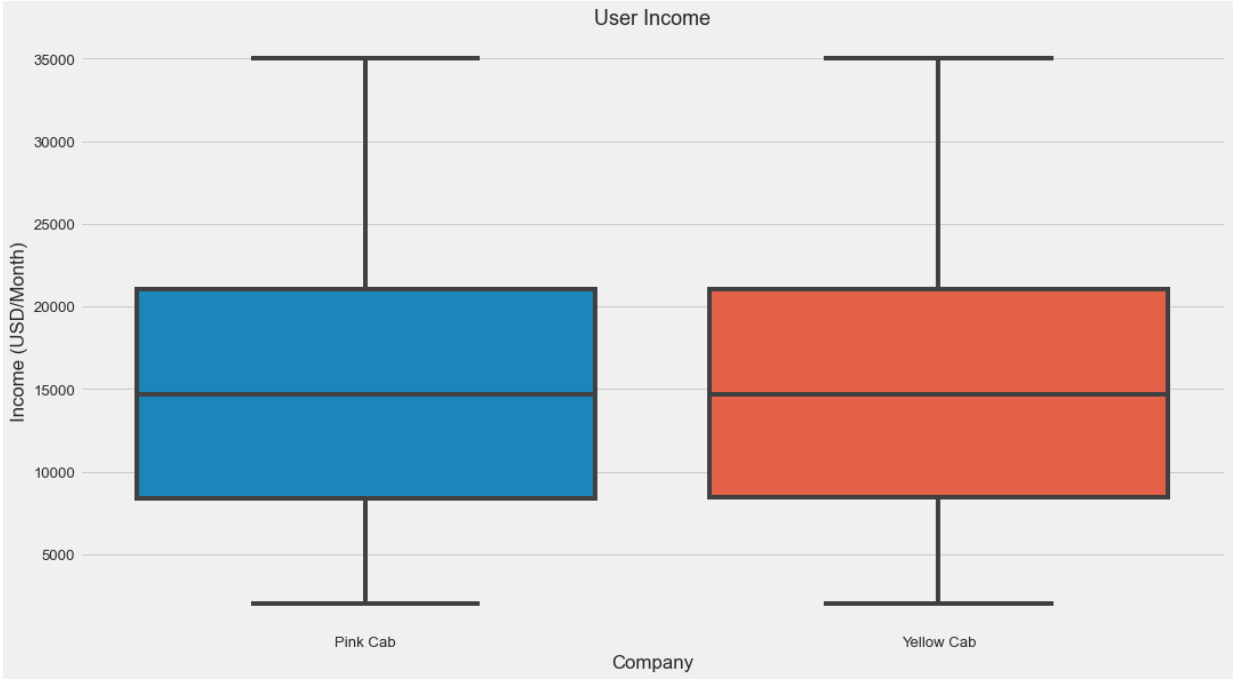 User Income
Income (USD/Month)
35000
30000
25000
20000
15000
10000
5000
Pink Cab
Yellow Cab
Company